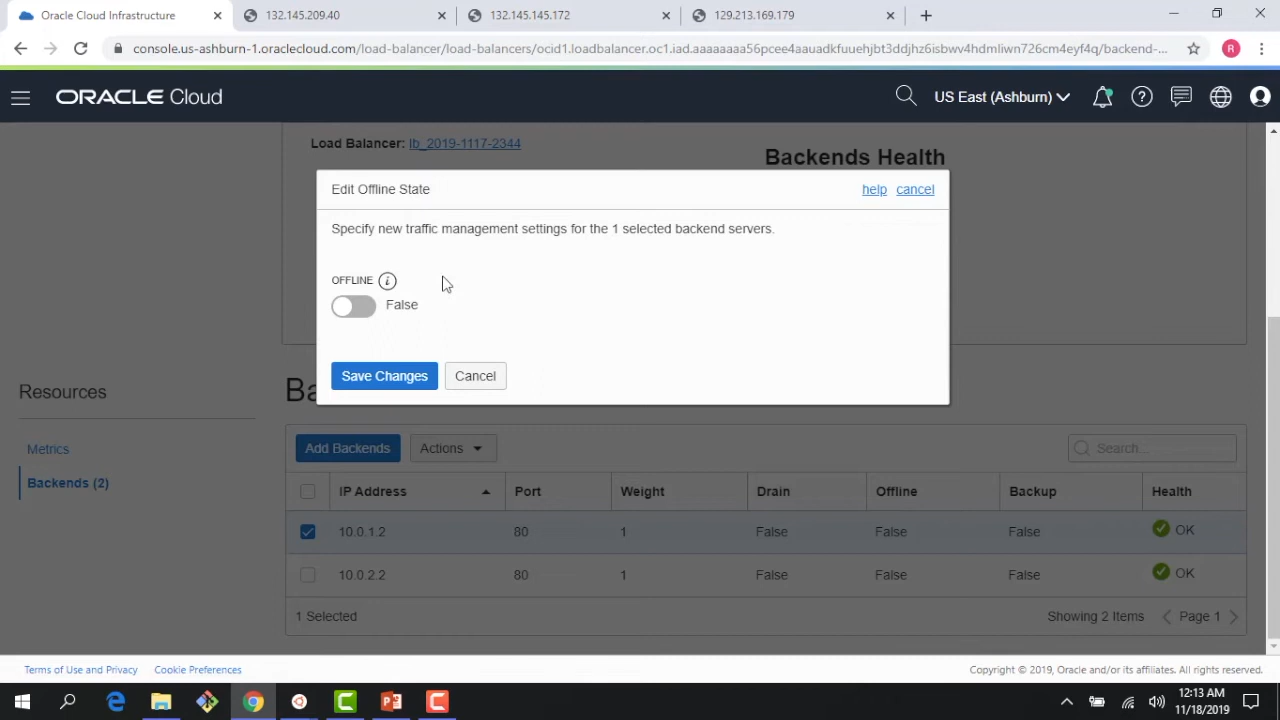 Oracle Cloud Infrastructure
132.145.209.40
132.145.145.172
129.213.169.179
console.us-ashburn-1.oraclecloud.com/load-balancer/load-balancers/ocid1.loadbalancer.oc1.iad.aaaaaaaa56pcee4aauadkfuuehjbt3ddjhz6isbwv4hdmliwn726cm4eyf4q/backend-...
R
ORACLE Cloud
US East (Ashburn)
Load Balancer: lb_2019-1117-2344
Backends Health
Edit Offline State
help cancel
Specify new traffic management settings for the 1 selected backend servers.
OFFLINE i
False
Save Changes Cancel
Resources
Metrics
Backends (2)
Ba
Add Backends Actions Search...
IP Address Port Weight Drain Offline Backup Health
10.0.1.2 80 1 False False False OK
10.0.2.2 80 1 False False False OK
1 Selected Showing 2 Items Page 1
Terms of Use and Privacy Cookie Preferences Copyright © 2019, Oracle and/or its affiliates. All rights reserved.
12:13 AM
11/18/2019